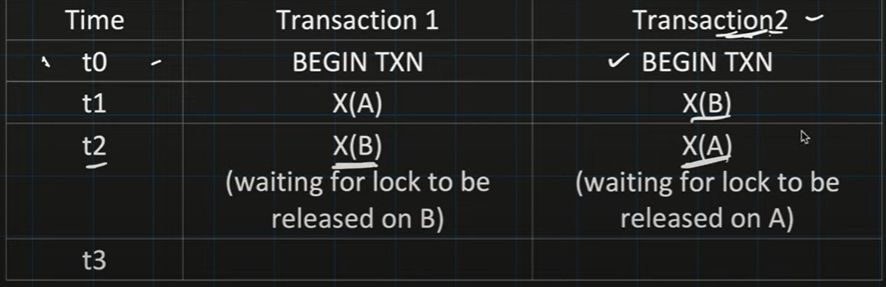 Time Transaction 1 Transaction2
t0 BEGIN TXN BEGIN TXN
t1 X(A) X(B)
t2 X(B) X(A)
(waiting for lock to be (waiting for lock to be
released on B) released on A)
t3